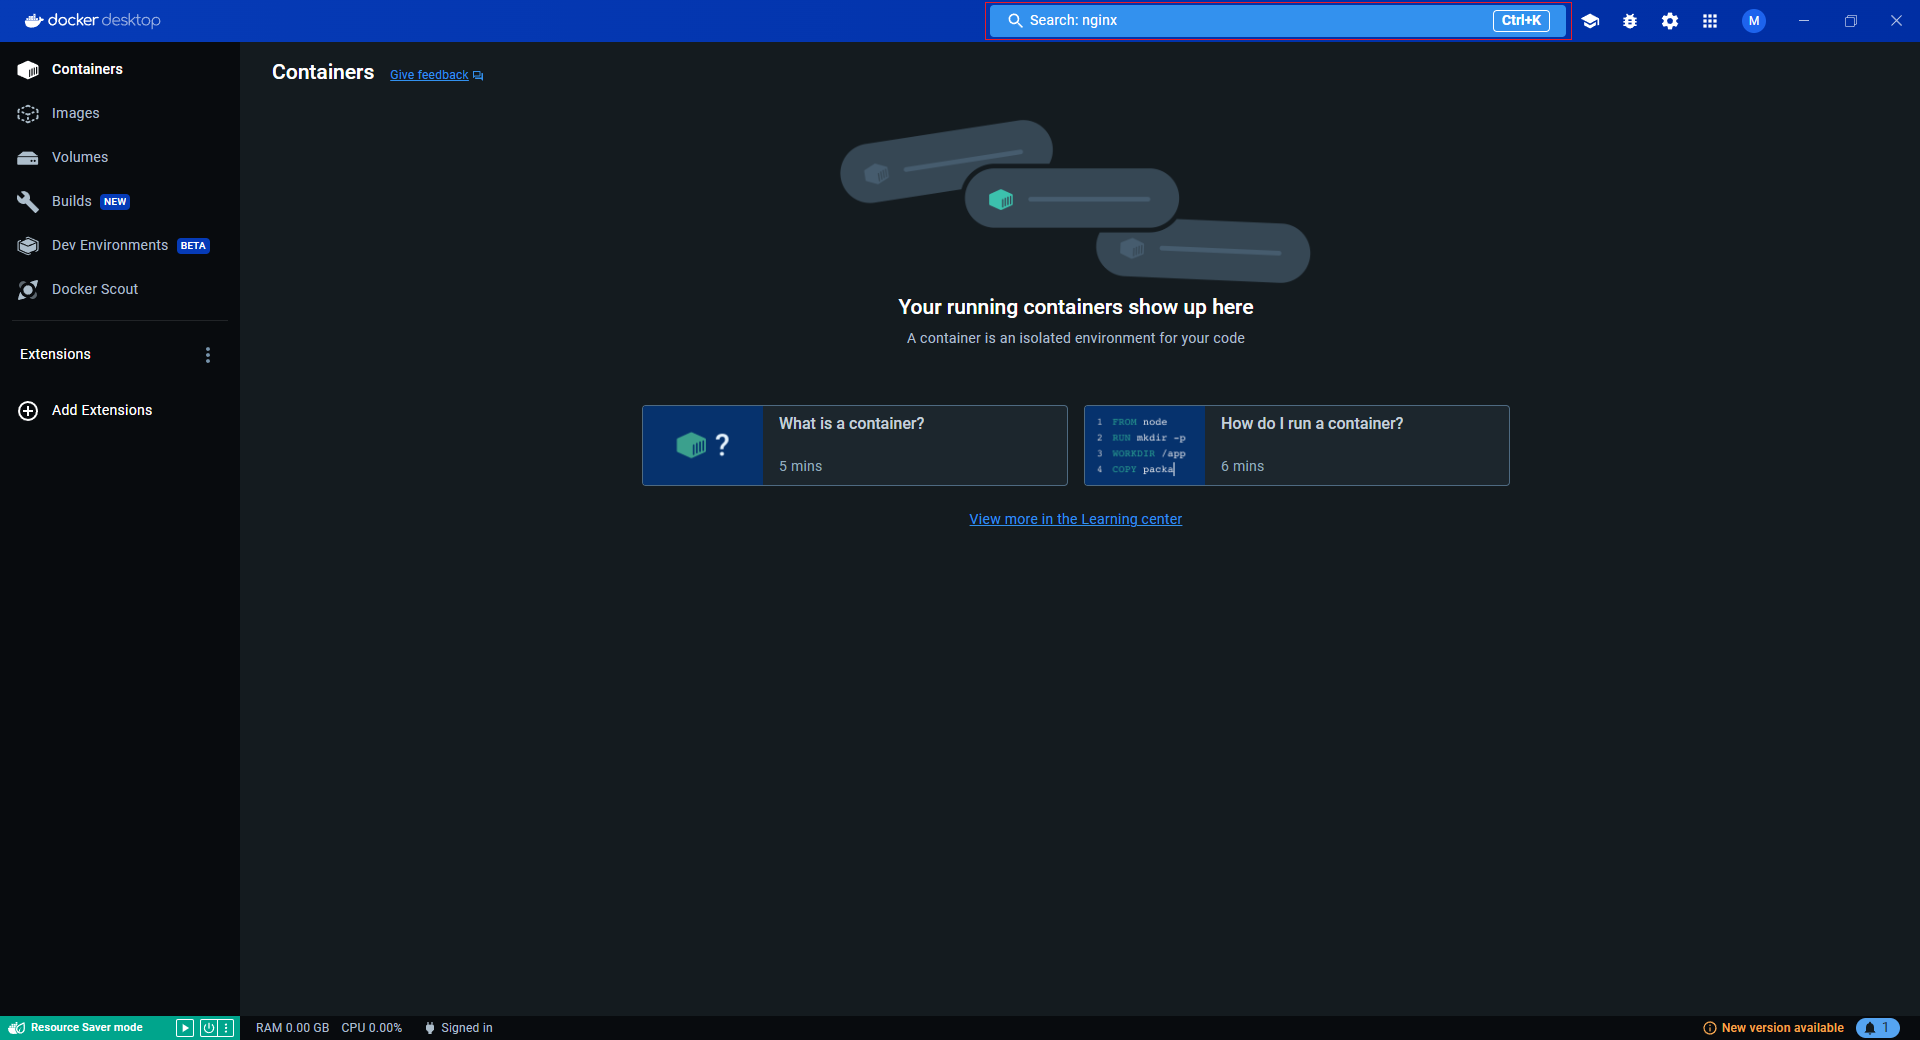 docker desktop
Search: nginx
Ctrl+K
M
Containers
Images
Volumes
Builds NEW
Dev Environments BETA
Docker Scout
Extensions
Add Extensions
Containers Give feedback
Your running containers show up here
A container is an isolated environment for your code
?
What is a container?
5 mins
1 FROM node
2 RUN mkdir -p
3 WORKDIR /app
4 COPY packa
How do I run a container?
6 mins
View more in the Learning center
Resource Saver mode
RAM 0.00 GB CPU 0.00% Signed in
New version available
1